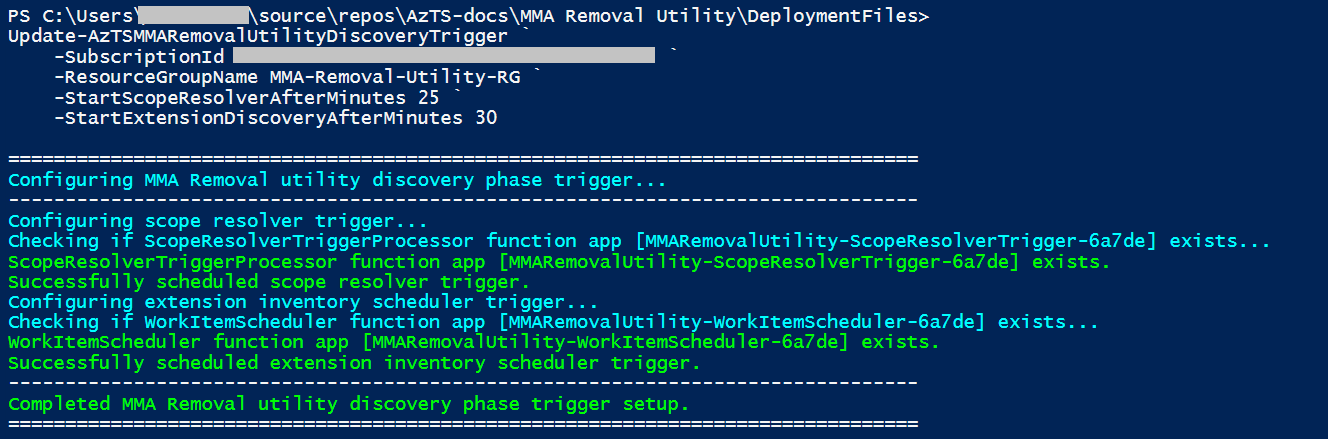 PS C:\Users\ \source\repos\AzTS-docs\MMA Removal Utility\DeploymentFiles>
Update-AzTSMMARemovalUtilityDiscoveryTrigger `
    -SubscriptionId `
    -ResourceGroupName MMA-Removal-Utility-RG `
    -StartScopeResolverAfterMinutes 25 `
    -StartExtensionDiscoveryAfterMinutes 30
================================================================================
Configuring MMA Removal utility discovery phase trigger...
--------------------------------------------------------------------------------
Configuring scope resolver trigger...
Checking if ScopeResolverTriggerProcessor function app [MMARemovalUtility-ScopeResolverTrigger-6a7de] exists...
ScopeResolverTriggerProcessor function app [MMARemovalUtility-ScopeResolverTrigger-6a7de] exists.
Successfully scheduled scope resolver trigger.
Configuring extension inventory scheduler trigger...
Checking if WorkItemScheduler function app [MMARemovalUtility-WorkItemScheduler-6a7de] exists...
WorkItemScheduler function app [MMARemovalUtility-WorkItemScheduler-6a7de] exists.
Successfully scheduled extension inventory scheduler trigger.
--------------------------------------------------------------------------------
Completed MMA Removal utility discovery phase trigger setup.
================================================================================